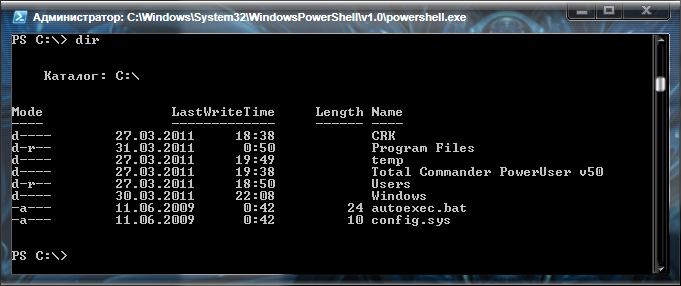 Администратор: C:\Windows\System32\WindowsPowerShell\v1.0\powershell.exe
PS C:\> dir
Каталог: C:\
Mode LastWriteTime Length Name
---- ------------- ------ ----
d---- 27.03.2011 18:38 CRK
d-r-- 31.03.2011 0:50 Program Files
d---- 27.03.2011 19:49 temp
d---- 27.03.2011 19:38 Total Commander PowerUser v50
d-r-- 27.03.2011 18:50 Users
d---- 30.03.2011 22:08 Windows
-a--- 11.06.2009 0:42 24 autoexec.bat
-a--- 11.06.2009 0:42 10 config.sys
PS C:\>